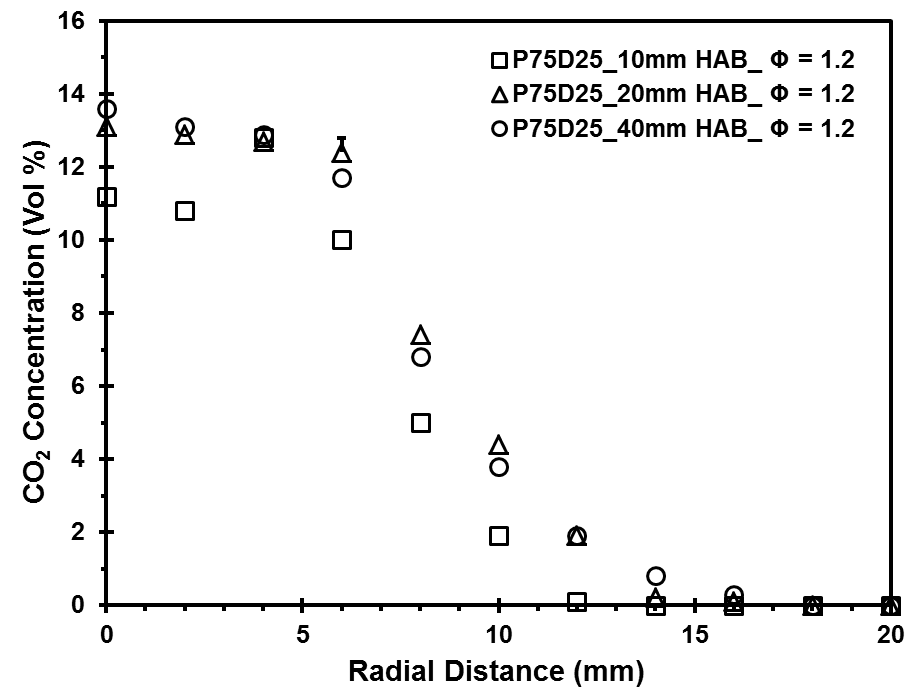 16
14
12
10
8
6
4
2
0
CO₂ Concentration (Vol %)
P75D25_10mm HAB_ Φ = 1.2
P75D25_20mm HAB_ Φ = 1.2
P75D25_40mm HAB_ Φ = 1.2
0 5 10 15 20
Radial Distance (mm)